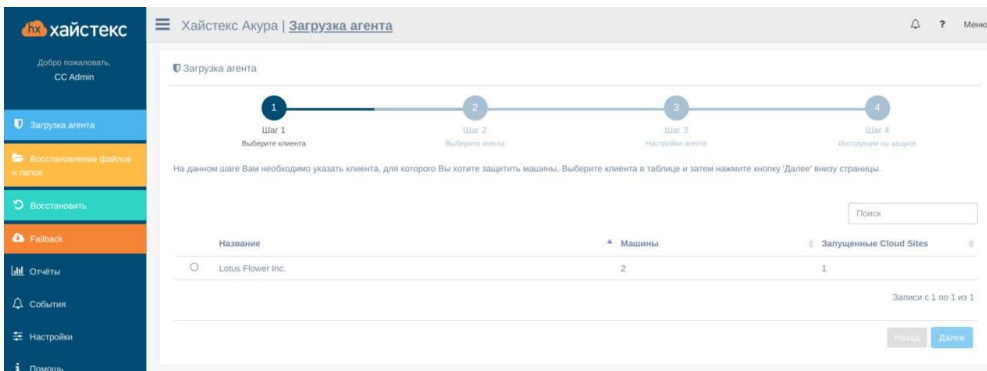 hx хайстекс
Хайстекс Акура | Загрузка агента
? Меню
Добро пожаловать,
CC Admin
Загрузка агента
Восстановление файлов
и папок
Восстановить
Failback
Отчёты
События
Настройки
Помощь
Загрузка агента
1 2 3 4
Шаг 1 Шаг 2 Шаг 3 Шаг 4
Выберите клиента Выберите агента Настройки агента Инструкции по защите
На данном шаге Вам необходимо указать клиента, для которого Вы хотите защитить машины. Выберите клиента в таблице и затем нажмите кнопку 'Далее' внизу страницы.
Поиск
Название Машины Запущенные Cloud Sites
Lotus Flower Inc. 2 1
Записи с 1 по 1 из 1
Назад Далее